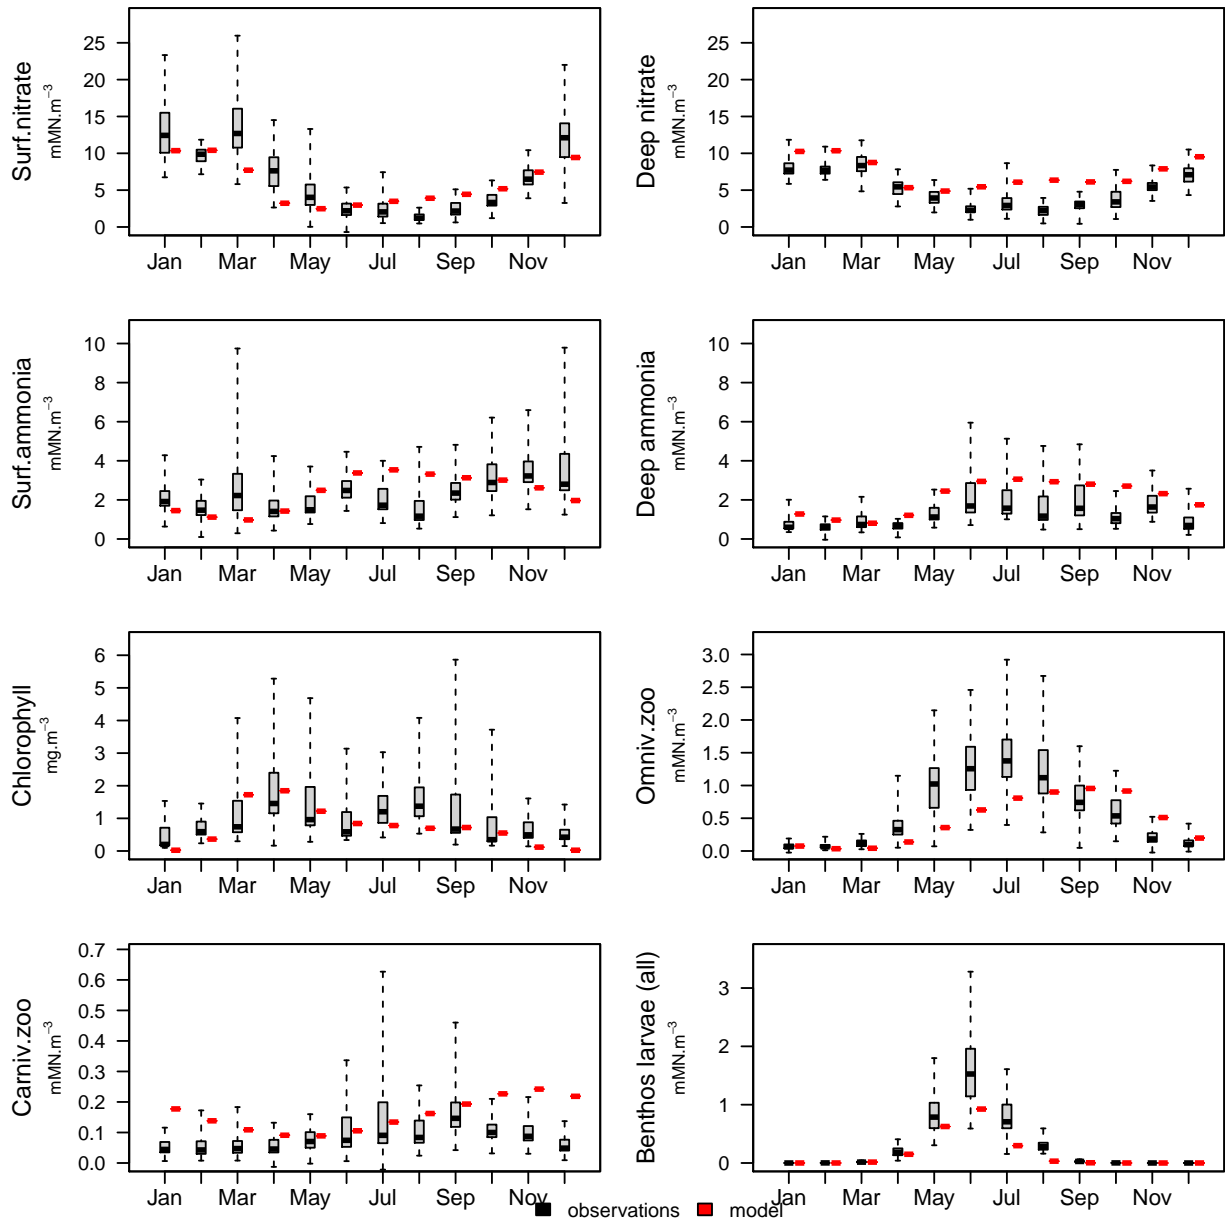 Surf.nitrate
mMN.m⁻³
0 5 10 15 20 25
Jan Mar May Jul Sep Nov
Deep nitrate
mMN.m⁻³
0 5 10 15 20 25
Jan Mar May Jul Sep Nov
Surf.ammonia
mMN.m⁻³
0 2 4 6 8 10
Jan Mar May Jul Sep Nov
Deep ammonia
mMN.m⁻³
0 2 4 6 8 10
Jan Mar May Jul Sep Nov
Chlorophyll
mg.m⁻³
0 1 2 3 4 5 6
Jan Mar May Jul Sep Nov
Omniv.zoo
mMN.m⁻³
0.0 0.5 1.0 1.5 2.0 2.5 3.0
Jan Mar May Jul Sep Nov
Carniv.zoo
mMN.m⁻³
0.0 0.1 0.2 0.3 0.4 0.5 0.6 0.7
Jan Mar May Jul Sep Nov
Benthos larvae (all)
mMN.m⁻³
0 1 2 3
Jan Mar May Jul Sep Nov
observations model